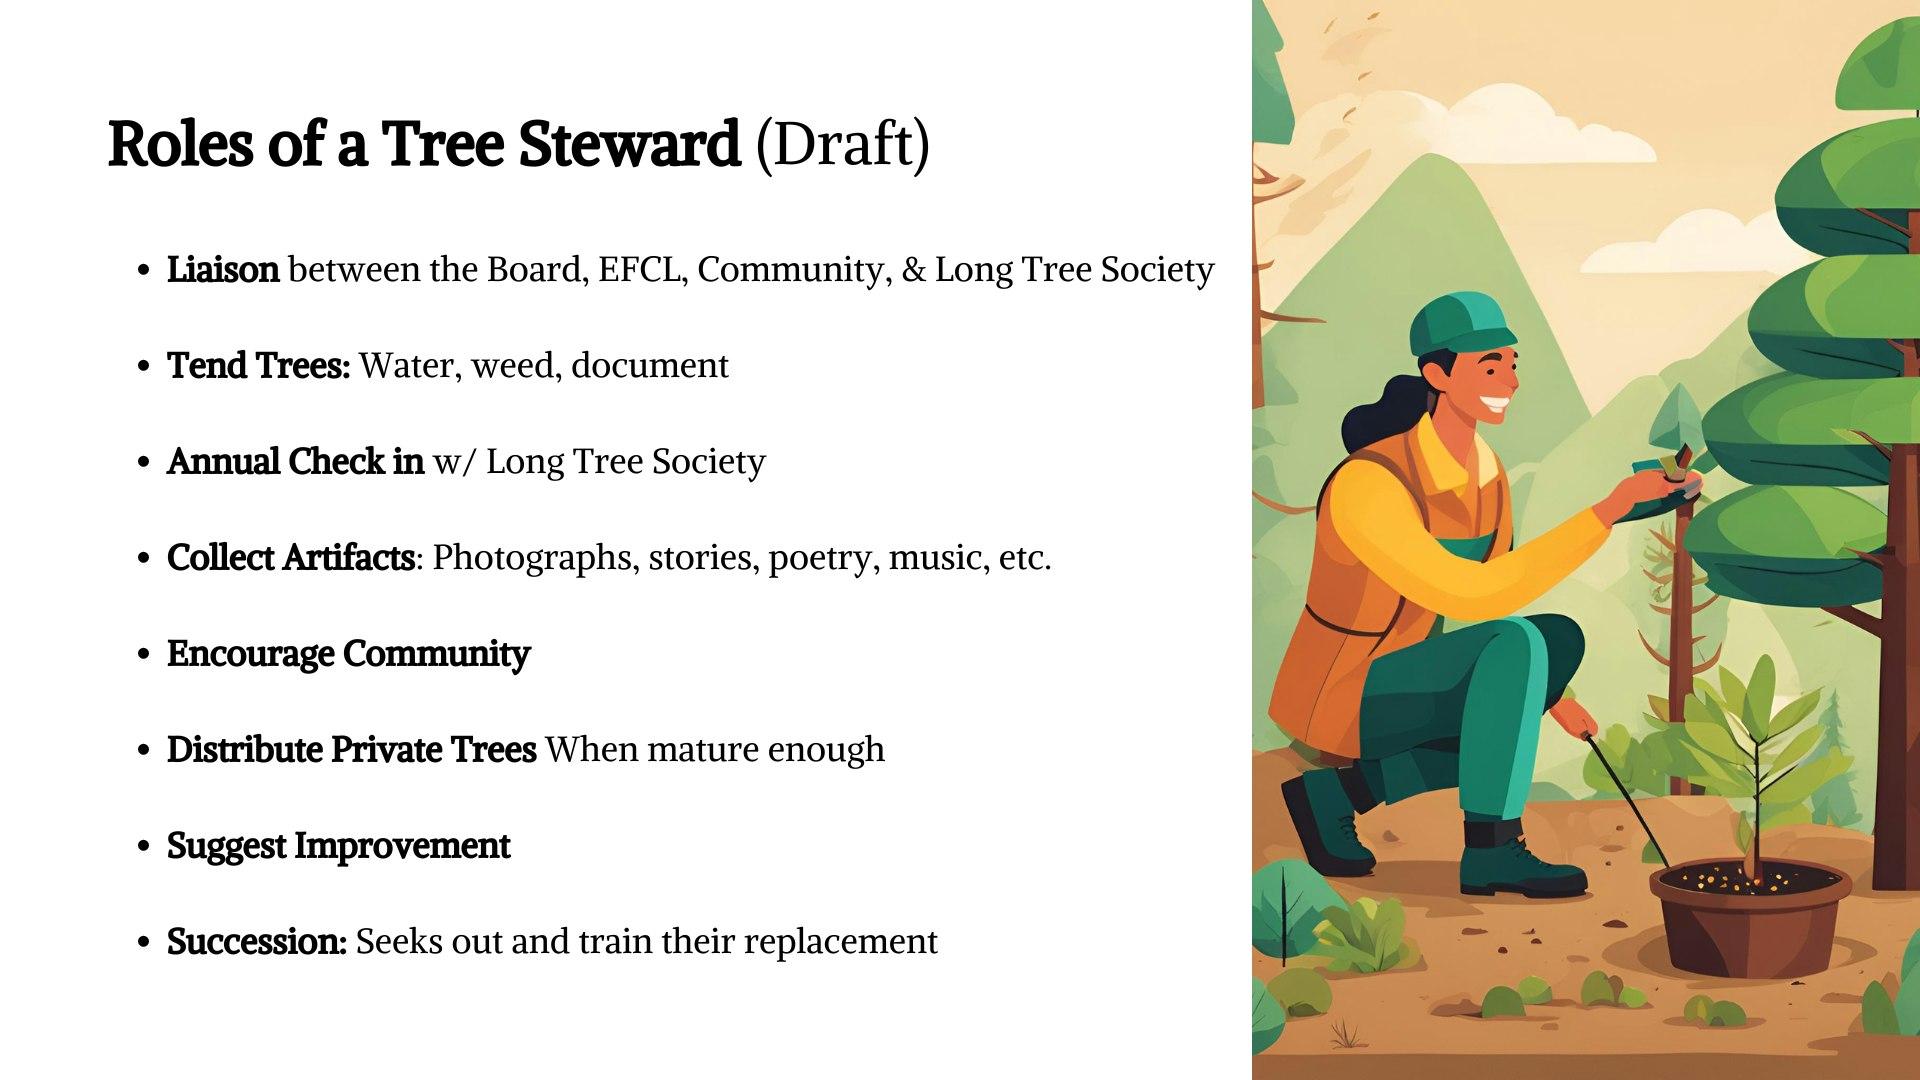 Roles of a Tree Steward (Draft)
• Liaison between the Board, EFCL, Community, & Long Tree Society
• Tend Trees: Water, weed, document
• Annual Check in w/ Long Tree Society
• Collect Artifacts: Photographs, stories, poetry, music, etc.
• Encourage Community
• Distribute Private Trees When mature enough
• Suggest Improvement
• Succession: Seeks out and train their replacement